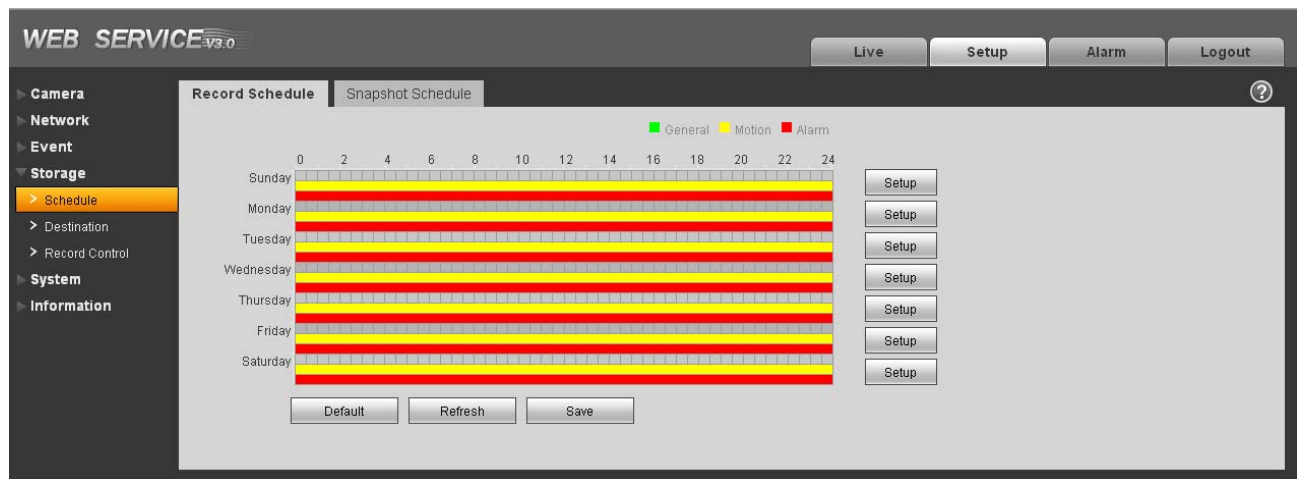 WEB SERVICE V3.0
Live Setup Alarm Logout
Camera
Network
Event
Storage
Schedule
Destination
Record Control
System
Information
Record Schedule Snapshot Schedule ?
General Motion Alarm
0 2 4 6 8 10 12 14 16 18 20 22 24
Sunday Setup
Monday Setup
Tuesday Setup
Wednesday Setup
Thursday Setup
Friday Setup
Saturday Setup
Default Refresh Save